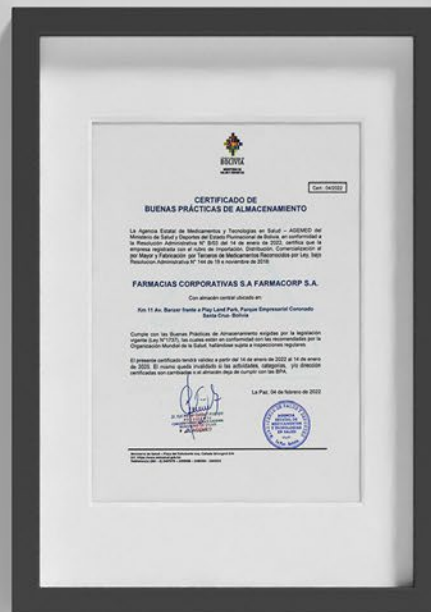 BOLIVIA
Cert. 04/2022
CERTIFICADO DE
BUENAS PRÁCTICAS DE ALMACENAMIENTO
La Agencia Estatal de Medicamentos y Tecnologías en Salud – AGEMED del
Ministerio de Salud y Deportes del Estado Plurinacional de Bolivia, en conformidad a
la Resolución Administrativa N° del 14 de enero de 2022, certifica que la
empresa registrada con el rubro de Importación, Distribución, Comercialización al
por Mayor y Fabricación por Terceros de Medicamentos Reconocidos por Ley, bajo
Resolución Administrativa N° 144 de 19 e noviembre de 2018:
FARMACIAS CORPORATIVAS S.A FARMACORP S.A.
Con almacén central ubicado en:
Km 11 Av. Banzer frente a Play Land Park, Parque Empresarial Coronado
Santa Cruz- Bolivia
Cumple con las Buenas Prácticas de Almacenamiento exigidas por la legislación
vigente (Ley N°1737), las cuales están en conformidad con las recomendadas por la
Organización Mundial de la Salud, hallándose sujeta a inspecciones regulares.
El presente certificado tendrá validez a partir del 14 de enero de 2022 al 14 de enero
de 2025. El mismo queda invalidado si las actividades, categorías, y/o dirección
certificadas son cambiadas o el almacén deja de cumplir con las BPA.
La Paz, 04 de febrero de 2022
AGENCIA
ESTATAL DE
MEDICAMENTOS
Y TECNOLOGIAS
EN SALUD